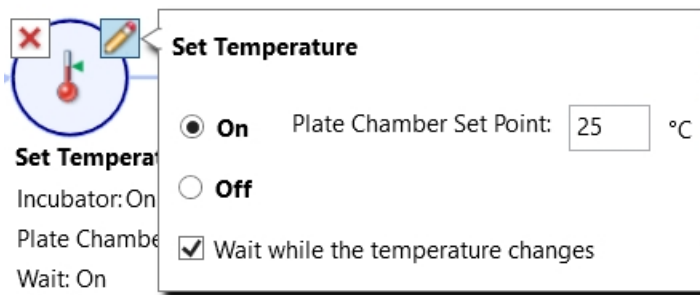 Set Temperature
On Plate Chamber Set Point: 25 °C
Off
Wait while the temperature changes
Set Tempera
Incubator: On
Plate Chambe
Wait: On